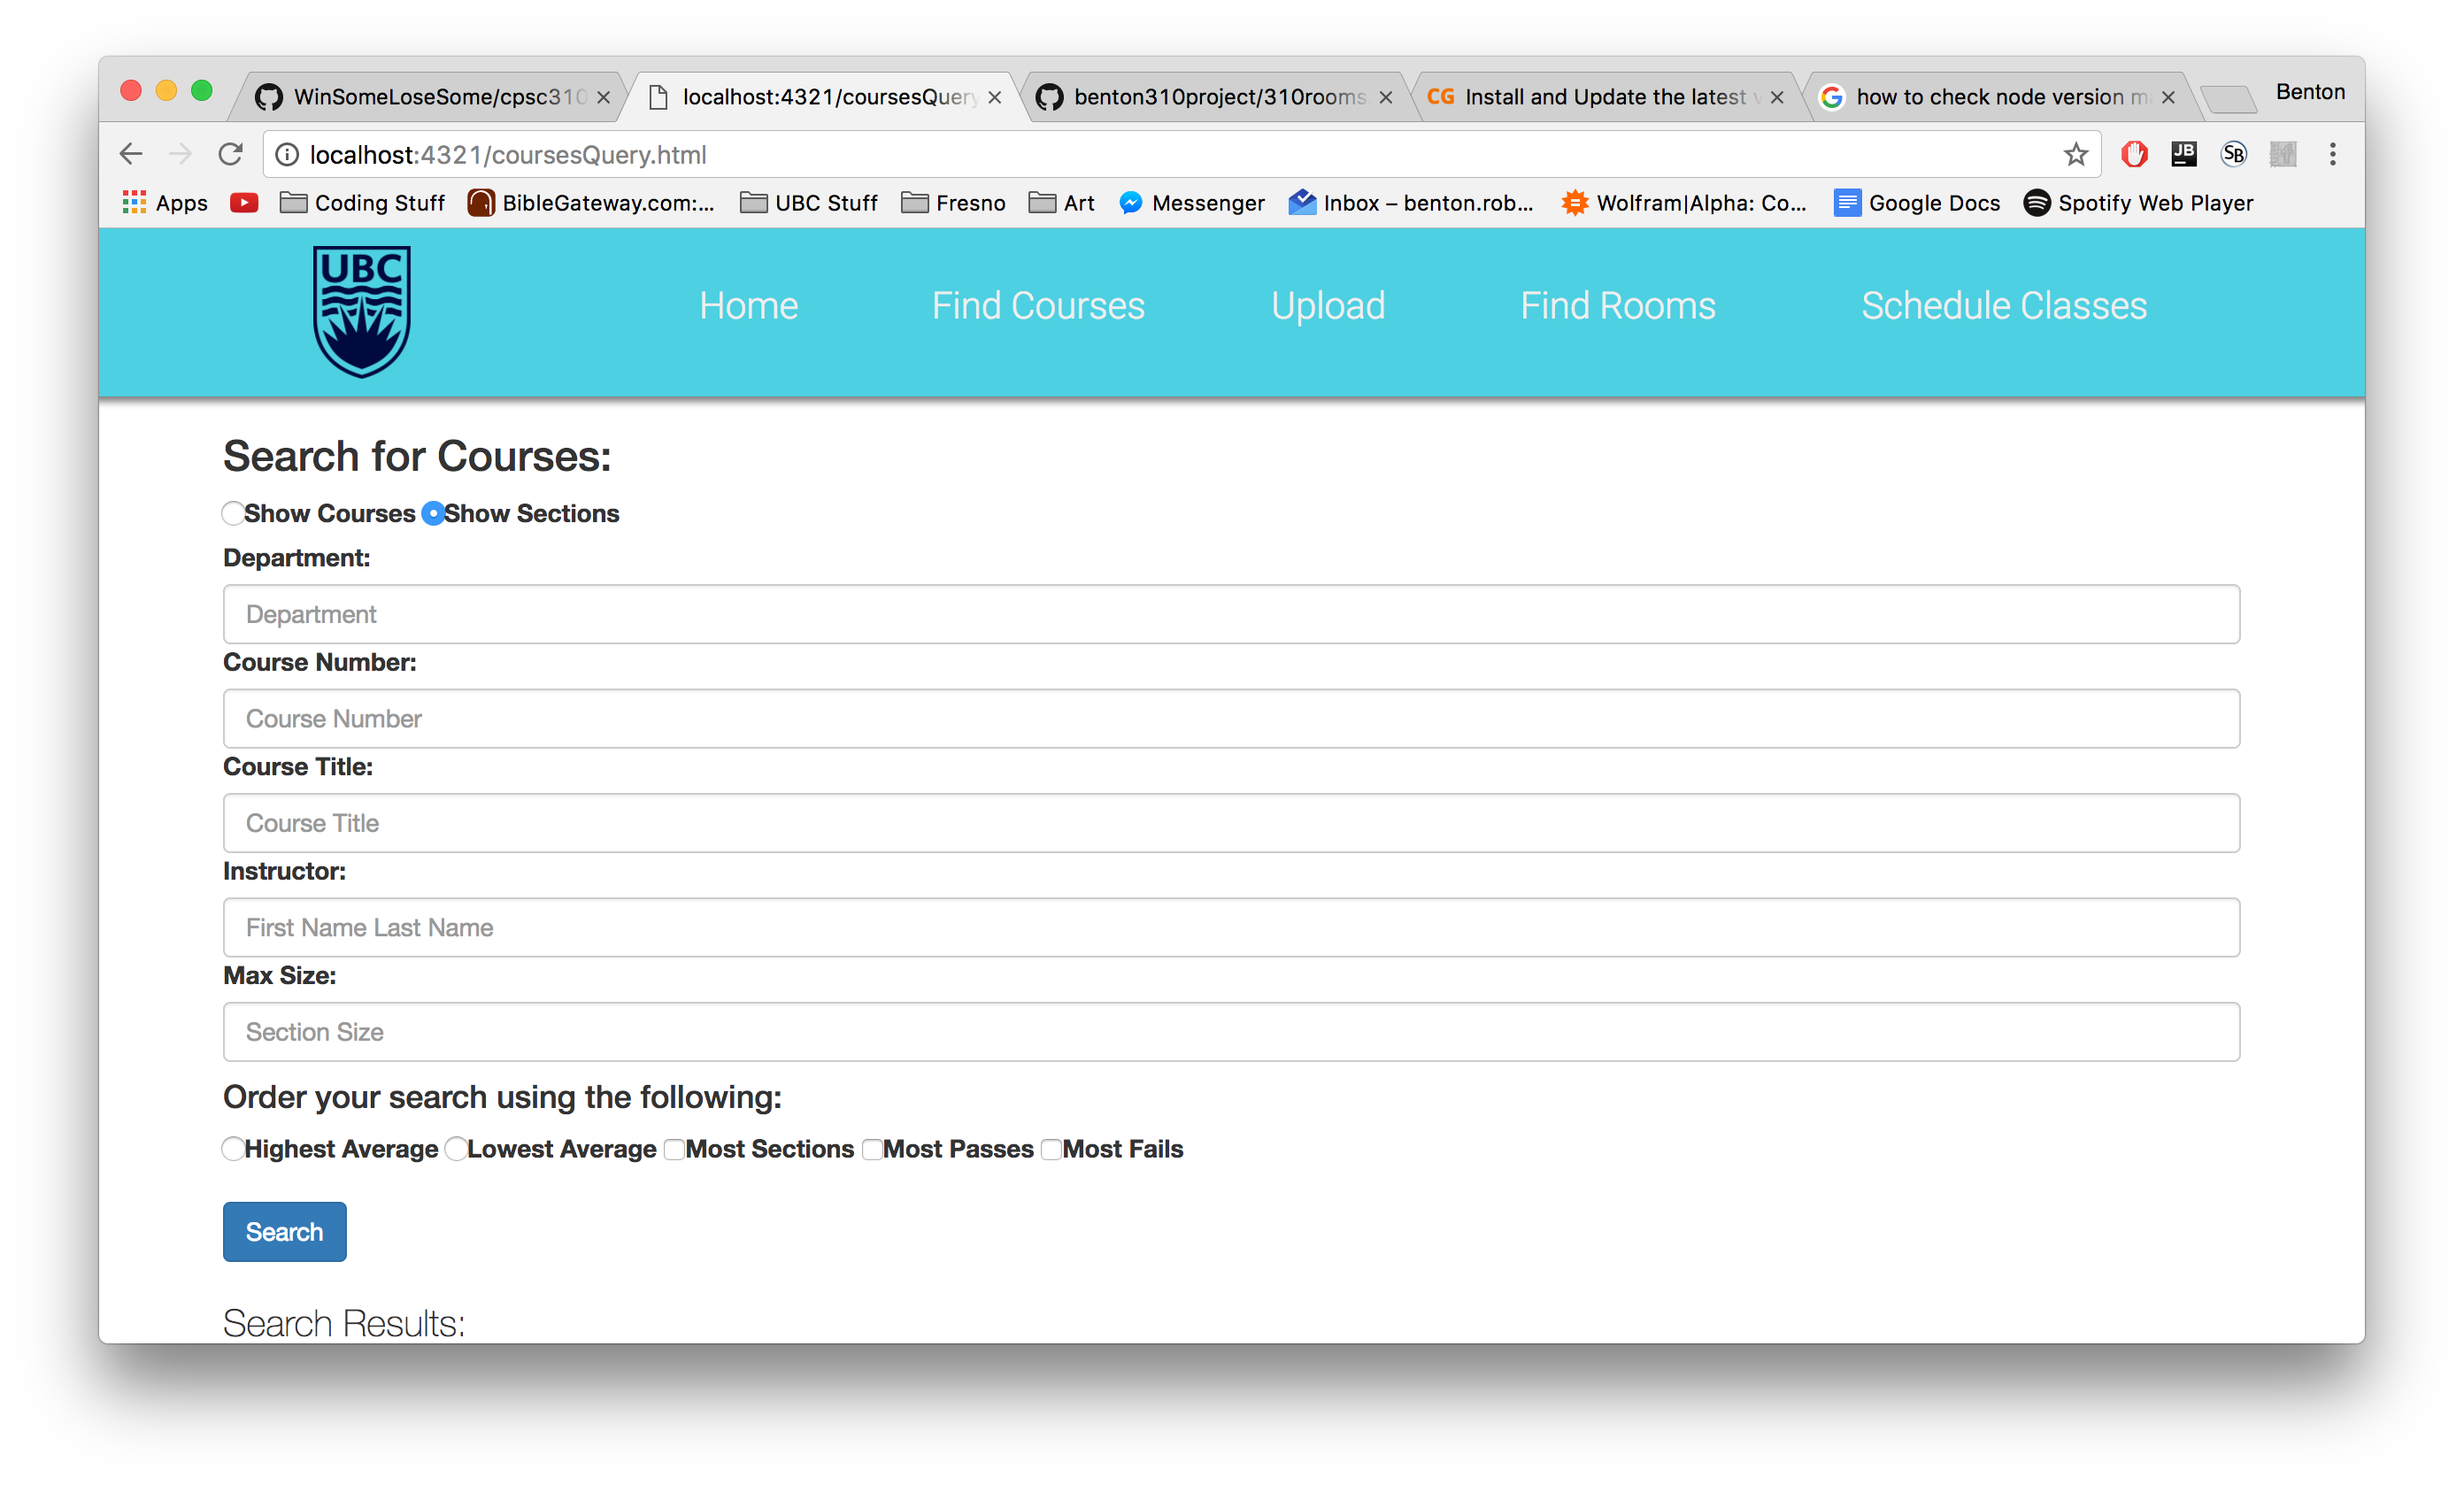 WinSomeLoseSome/cpsc310 localhost:4321/coursesQuery benton310project/310rooms CG Install and Update the latest how to check node version Benton
localhost:4321/coursesQuery.html
Apps Coding Stuff BibleGateway.com:... UBC Stuff Fresno Art Messenger Inbox – benton.rob... Wolfram|Alpha: Co... Google Docs Spotify Web Player
JB
SB
UBC
Home Find Courses Upload Find Rooms Schedule Classes
Search for Courses:
Show Courses Show Sections
Department:
Department
Course Number:
Course Number
Course Title:
Course Title
Instructor:
First Name Last Name
Max Size:
Section Size
Order your search using the following:
Highest Average Lowest Average Most Sections Most Passes Most Fails
Search
Search Results: